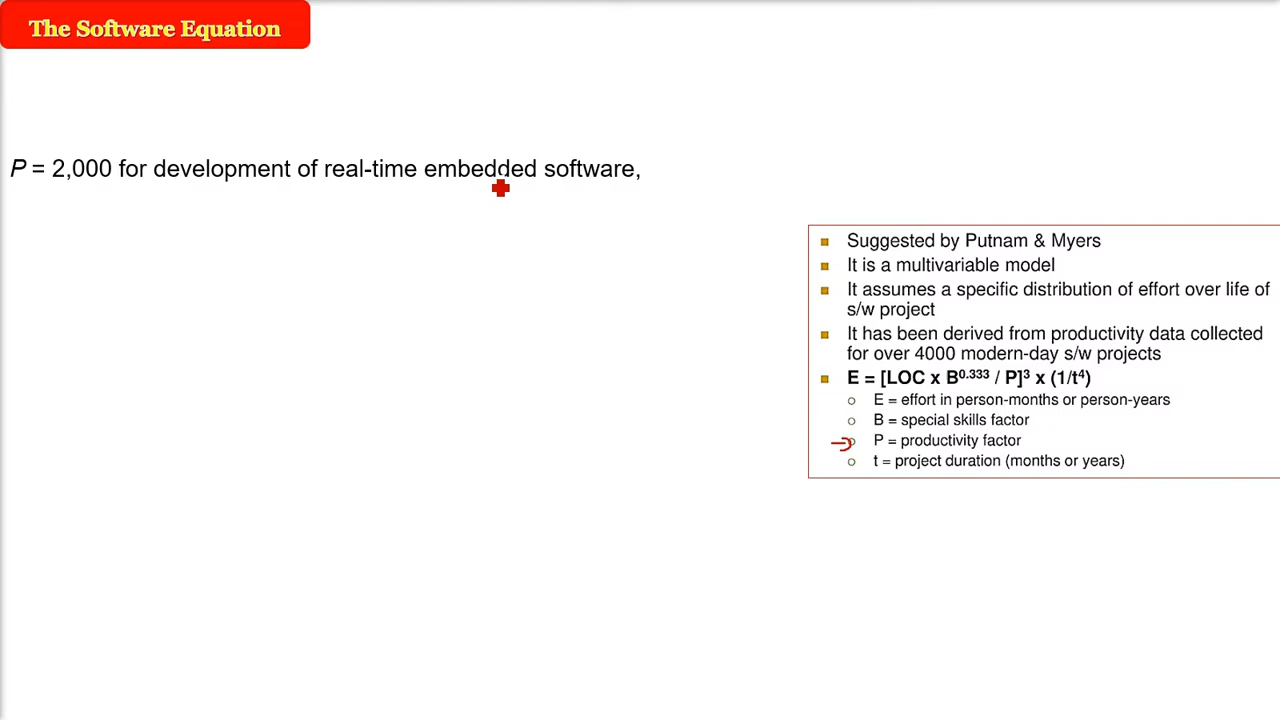 The Software Equation
P = 2,000 for development of real-time embedded software,
Suggested by Putnam & Myers
It is a multivariable model
It assumes a specific distribution of effort over life of
s/w project
It has been derived from productivity data collected
for over 4000 modern-day s/w projects
E = [LOC x B^0.333 / P]^3 x (1/t^4)
E = effort in person-months or person-years
B = special skills factor
P = productivity factor
t = project duration (months or years)